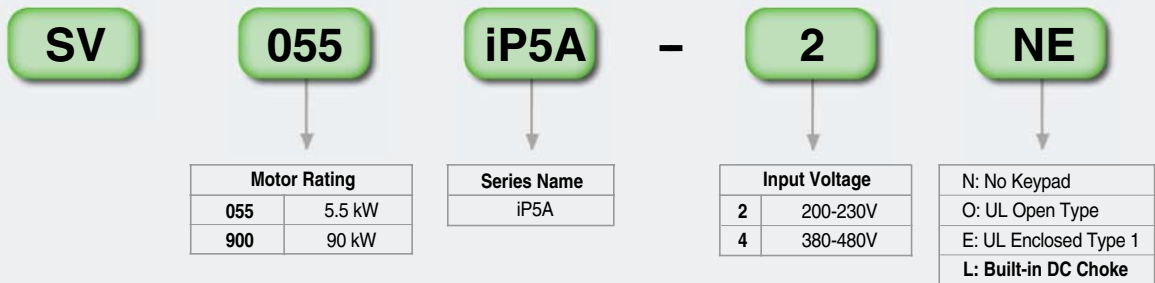 SV 055 iP5A – 2 NE
Motor Rating
055 5.5 kW
900 90 kW
Series Name
iP5A
Input Voltage
2 200-230V
4 380-480V
N: No Keypad
O: UL Open Type
E: UL Enclosed Type 1
L: Built-in DC Choke